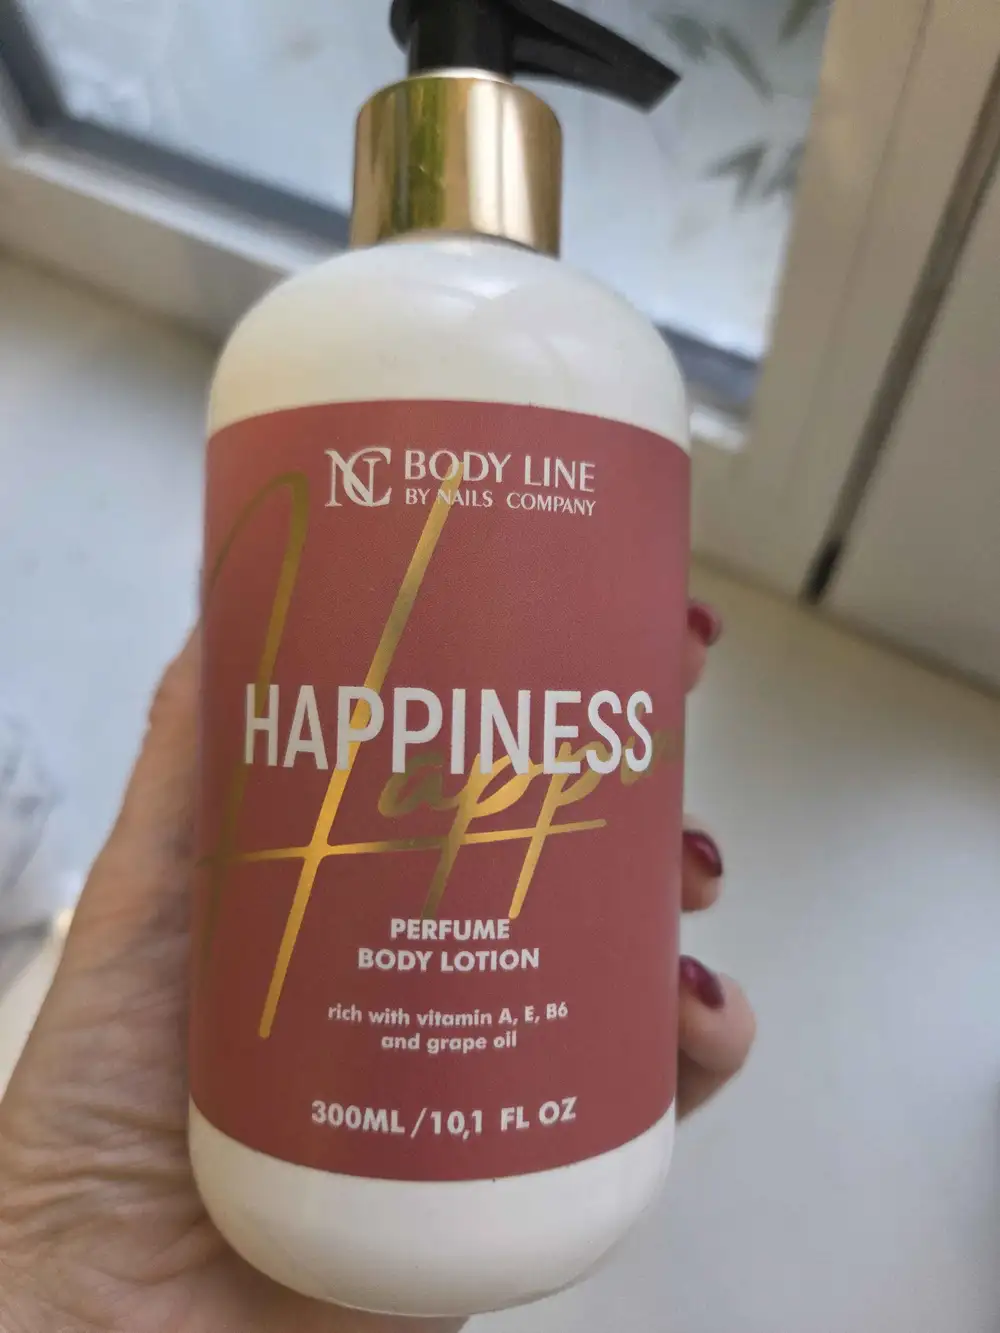 NC BODY LINE
BY NAILS COMPANY
HAPPINESS
Happin
PERFUME
BODY LOTION
rich with vitamin A, E, B6
and grape oil
300ML/10,1 FL OZ